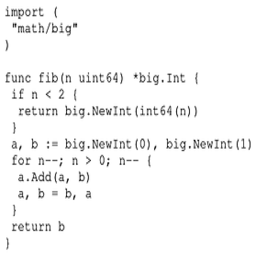 import (
 "math/big"
)

func fib(n uint64) *big.Int {
 if n < 2 {
  return big.NewInt(int64(n))
 }
 a, b := big.NewInt(0), big.NewInt(1)
 for n--; n > 0; n-- {
  a.Add(a, b)
  a, b = b, a
 }
 return b
}